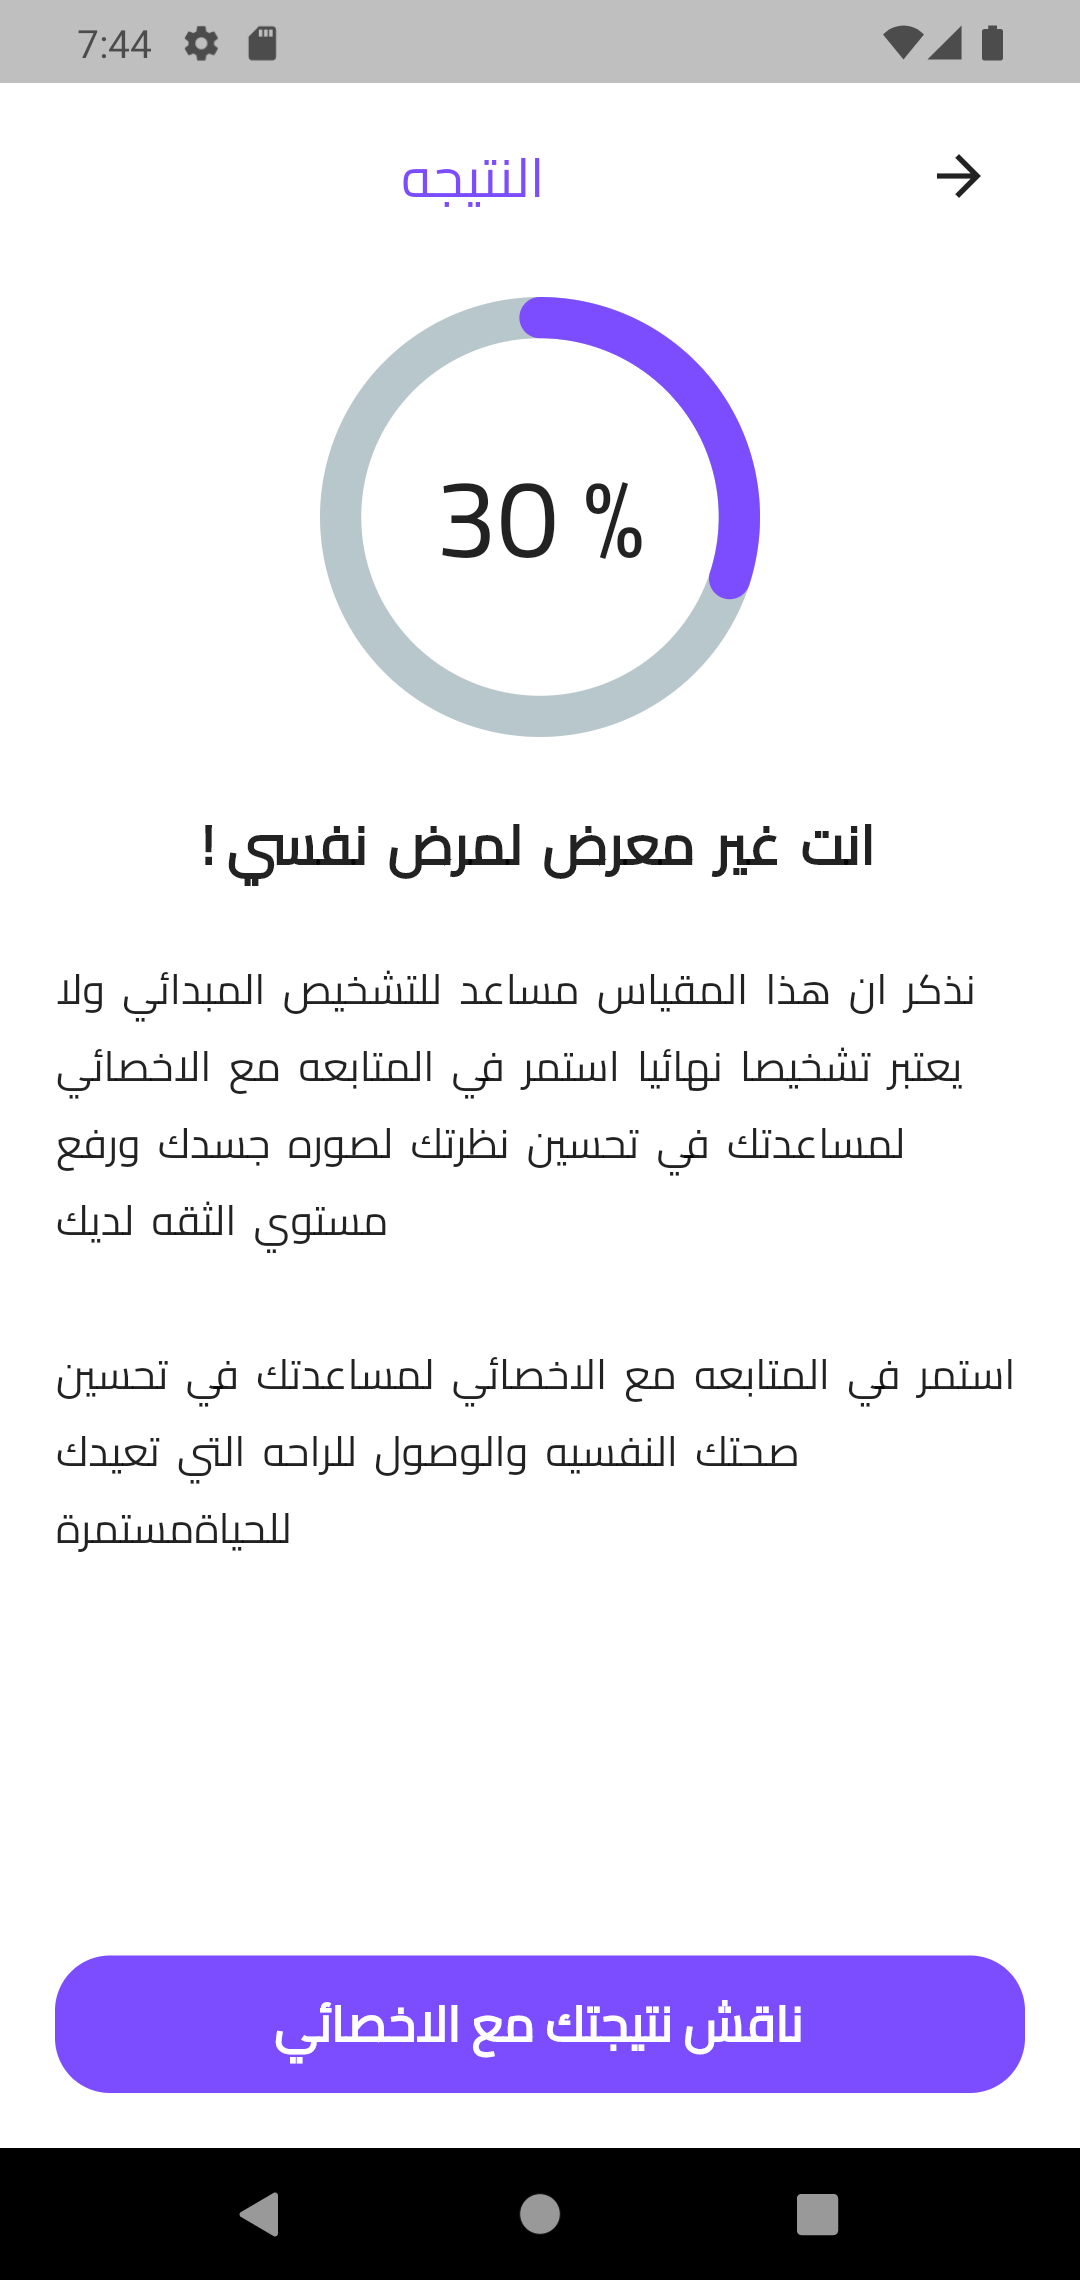 7:44
النتيجه
30 %
انت غير معرض لمرض نفسي !
نذكر ان هذا المقياس مساعد للتشخيص المبدائي ولا
يعتبر تشخيصا نهائيا استمر في المتابعه مع الاخصائي
لمساعدتك في تحسين نظرتك لصوره جسدك ورفع
مستوي الثقه لديك
استمر في المتابعه مع الاخصائي لمساعدتك في تحسين
صحتك النفسيه والوصول للراحه التي تعيدك
للحياةمستمرة
ناقش نتيجتك مع الاخصائي